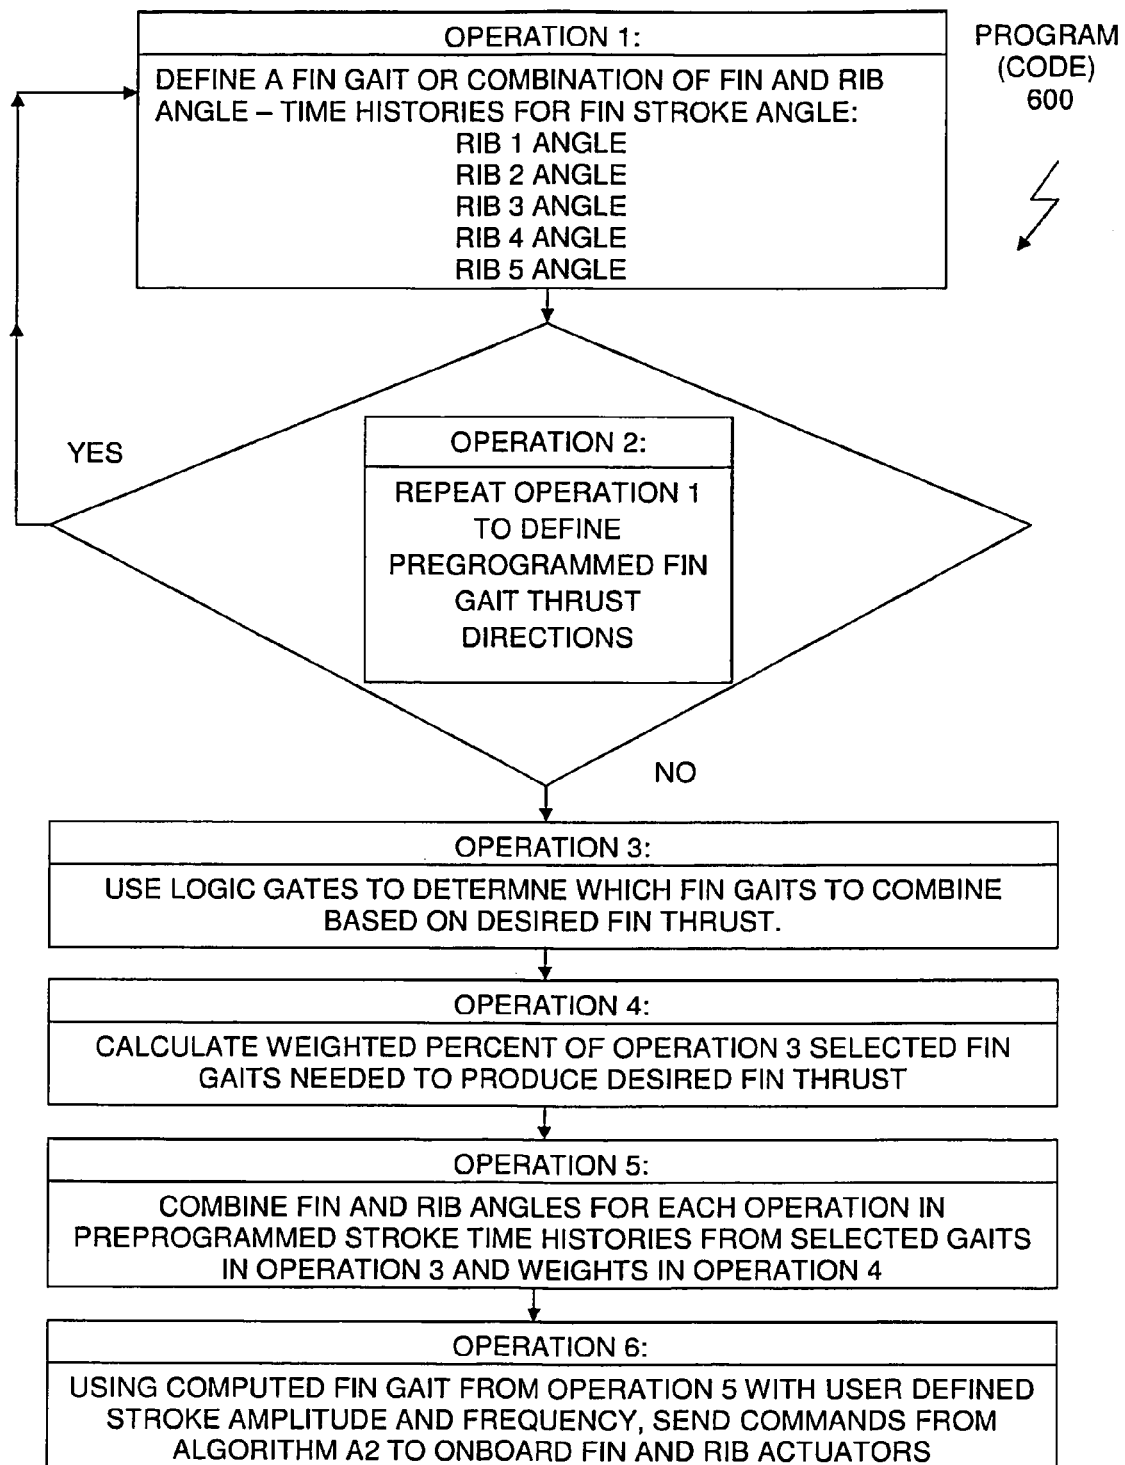 OPERATION 1:
DEFINE A FIN GAIT OR COMBINATION OF FIN AND RIB
ANGLE – TIME HISTORIES FOR FIN STROKE ANGLE:
RIB 1 ANGLE
RIB 2 ANGLE
RIB 3 ANGLE
RIB 4 ANGLE
RIB 5 ANGLE
PROGRAM
(CODE)
600
YES
OPERATION 2:
REPEAT OPERATION 1
TO DEFINE
PREGROGRAMMED FIN
GAIT THRUST
DIRECTIONS
NO
OPERATION 3:
USE LOGIC GATES TO DETERMNE WHICH FIN GAITS TO COMBINE
BASED ON DESIRED FIN THRUST.
OPERATION 4:
CALCULATE WEIGHTED PERCENT OF OPERATION 3 SELECTED FIN
GAITS NEEDED TO PRODUCE DESIRED FIN THRUST
OPERATION 5:
COMBINE FIN AND RIB ANGLES FOR EACH OPERATION IN
PREPROGRAMMED STROKE TIME HISTORIES FROM SELECTED GAITS
IN OPERATION 3 AND WEIGHTS IN OPERATION 4
OPERATION 6:
USING COMPUTED FIN GAIT FROM OPERATION 5 WITH USER DEFINED
STROKE AMPLITUDE AND FREQUENCY, SEND COMMANDS FROM
ALGORITHM A2 TO ONBOARD FIN AND RIB ACTUATORS